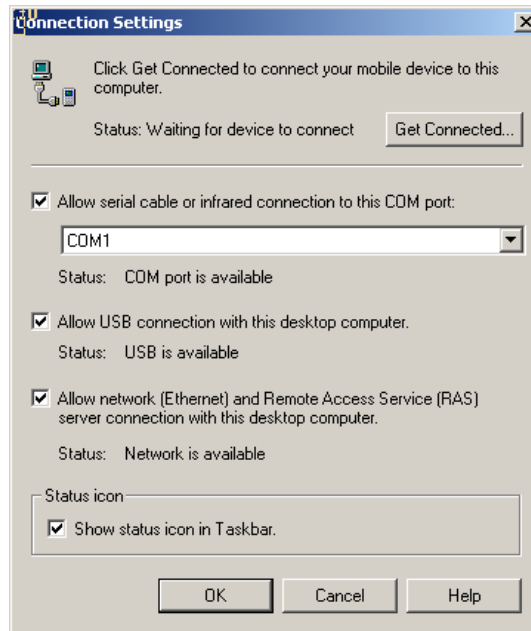 Connection Settings
Click Get Connected to connect your mobile device to this
computer.
Status: Waiting for device to connect
Get Connected...
Allow serial cable or infrared connection to this COM port:
COM1
Status: COM port is available
Allow USB connection with this desktop computer.
Status: USB is available
Allow network (Ethernet) and Remote Access Service (RAS)
server connection with this desktop computer.
Status: Network is available
Status icon
Show status icon in Taskbar.
OK Cancel Help